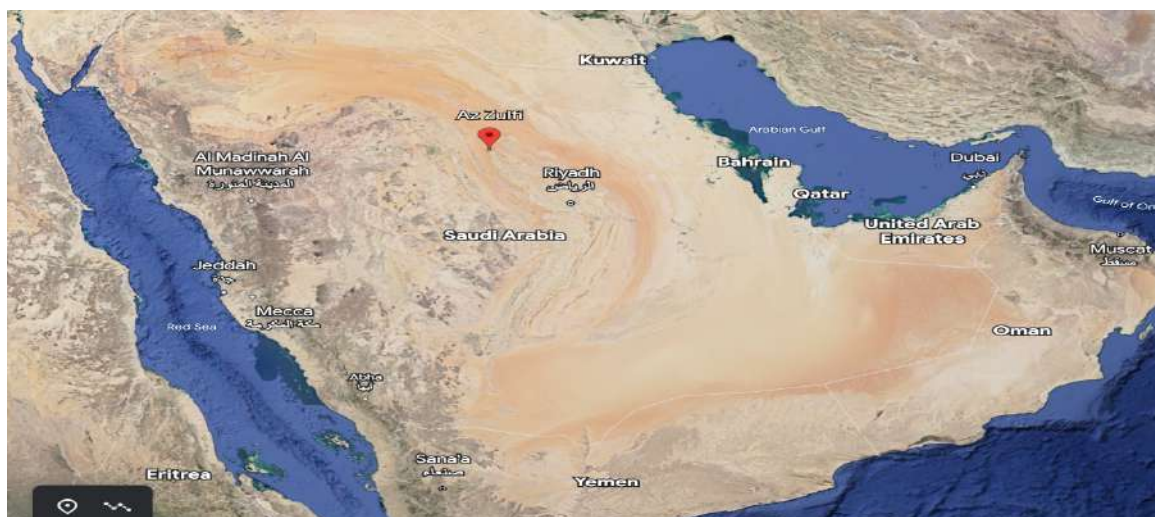 Kuwait
Az Zulfi
Arabian Gulf
Al Madinah Al
Munawwarah
المدينة المنورة
Bahrain
Dubai
دبي
Riyadh
الرياض
Qatar
Gulf of Om
United Arab
Emirates
Saudi Arabia
Muscat
مسقط
Jeddah
جدة
Mecca
مكة المكرمة
Red Sea
Oman
Abha
أبها
Sana'a
صنعاء
Eritrea
Yemen